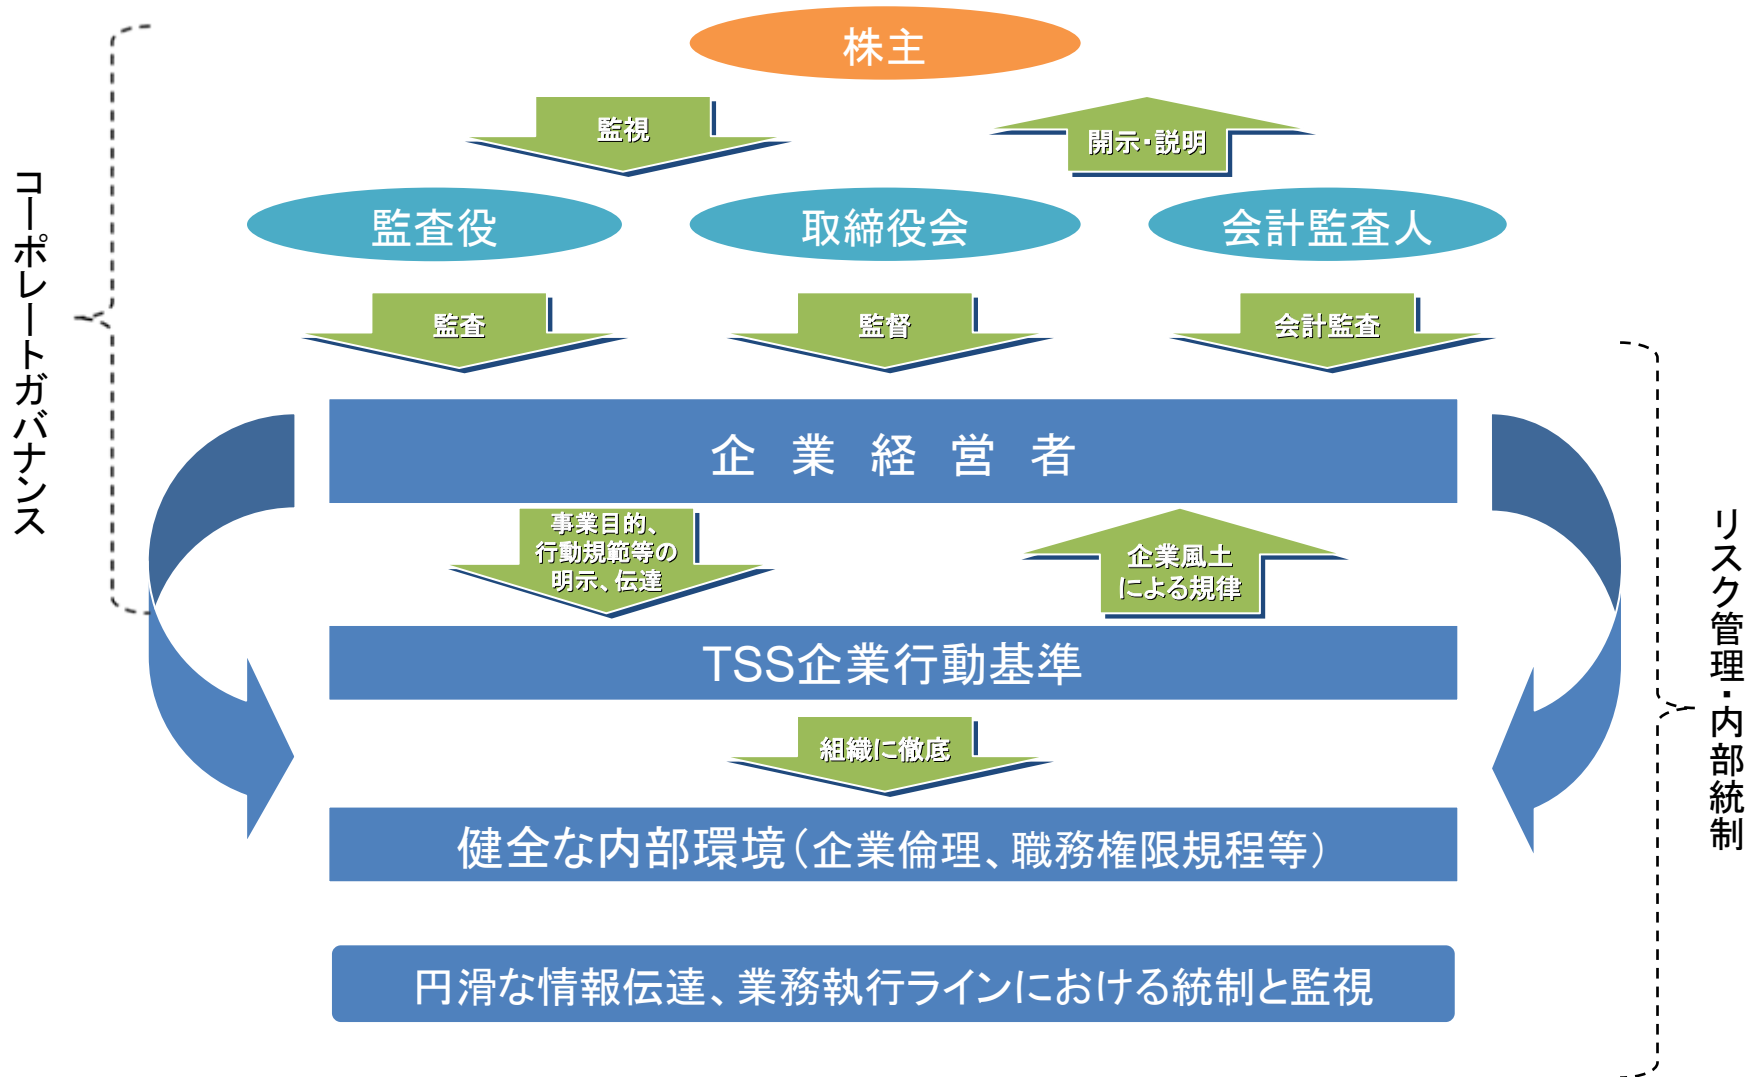 株主
監視
開示・説明
監査役
取締役会
会計監査人
監査
監督
会計監査
コーポレートガバナンス
企　業　経　営　者
事業目的、
行動規範等の
明示、伝達
企業風土
による規律
TSS企業行動基準
組織に徹底
健全な内部環境（企業倫理、職務権限規程等）
円滑な情報伝達、業務執行ラインにおける統制と監視
リスク管理・内部統制